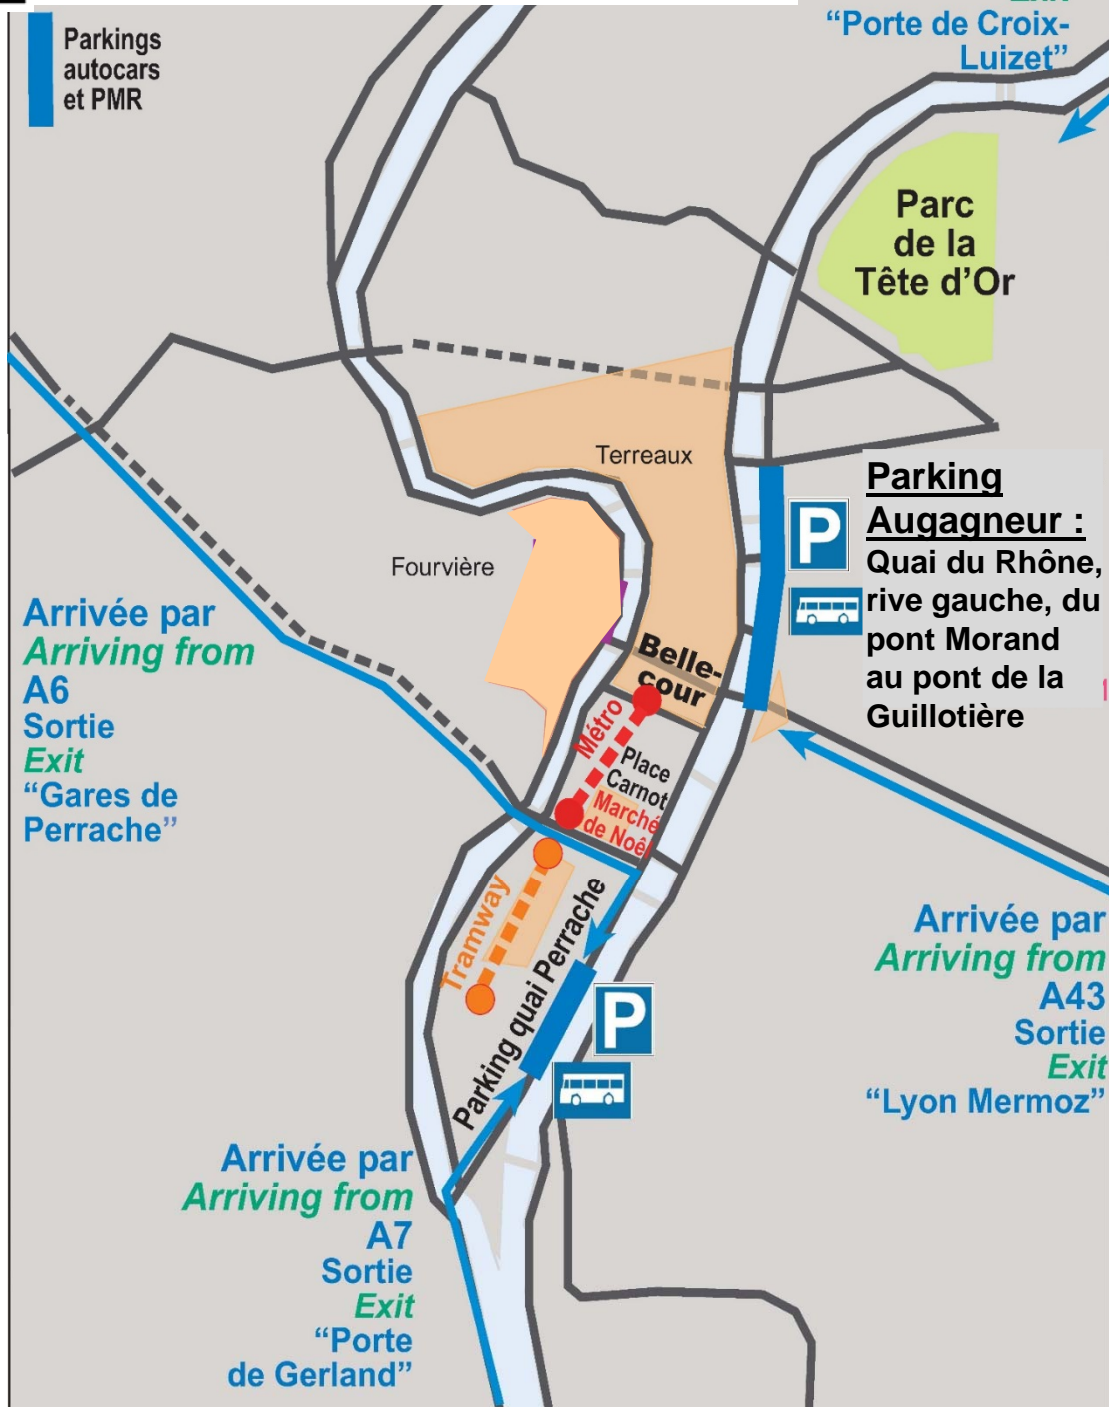 Parkings
autocars
et PMR
“Porte de Croix-
Luizet”
Parc
de la
Tête d’Or
Terreaux
Parking
Augagneur :
Quai du Rhône,
rive gauche, du
pont Morand
au pont de la
Guillotière
P
Fourvière
Arrivée par
Arriving from
A6
Sortie
Exit
“Gares de
Perrache”
Belle-
cour
Métro
Place
Carnot
Marché
de Noêl
Tramway
Parking quai Perrache
P
Arrivée par
Arriving from
A43
Sortie
Exit
“Lyon Mermoz”
Arrivée par
Arriving from
A7
Sortie
Exit
“Porte
de Gerland”